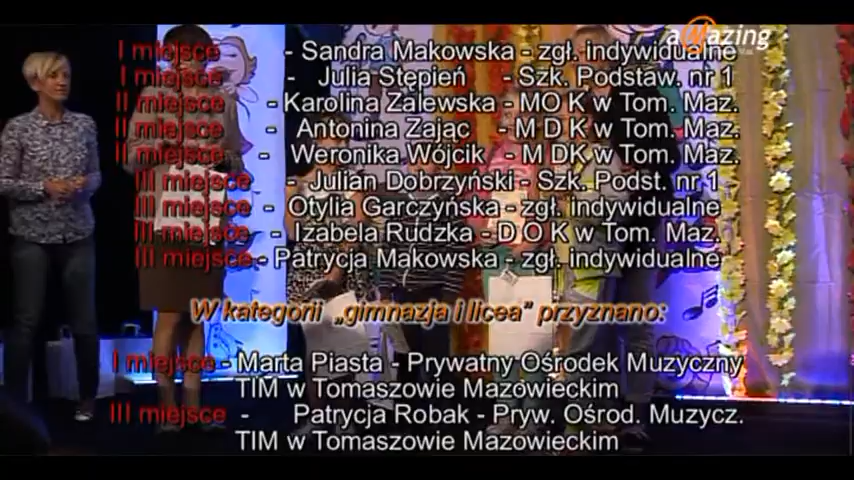 aMazing
I miejsce - Sandra Makowska - zgł. indywidualne
I miejsce - Julia Stępień - Szk. Podstaw. nr 1
II miejsce - Karolina Zalewska - MO K w Tom. Maz.
II miejsce - Antonina Zając - M D K w Tom. Maz.
II miejsce - Weronika Wójcik - M DK w Tom. Maz.
III miejsce - Julian Dobrzyński - Szk. Podst. nr 1
III miejsce - Otylia Garczyńska - zgł. indywidualne
III miejsce - Izabela Rudzka - D O K w Tom. Maz.
III miejsce - Patrycja Makowska - zgł. indywidualne
W kategorii „gimnazja i licea” przyznano:
I miejsce - Marta Piasta - Prywatny Ośrodek Muzyczny
TIM w Tomaszowie Mazowieckim
III miejsce - Patrycja Robak - Pryw. Ośrod. Muzycz.
TIM w Tomaszowie Mazowieckim